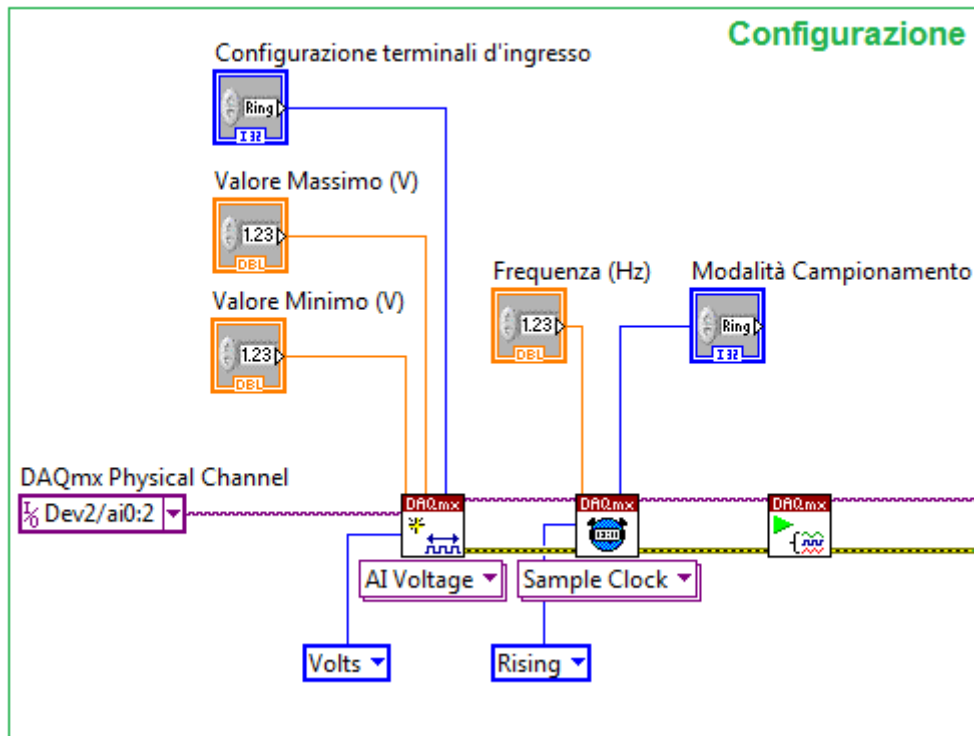 Configurazione
Configurazione terminali d'ingresso
Ring
I32
Valore Massimo (V)
1.23
DBL
Valore Minimo (V)
1.23
DBL
Frequenza (Hz)
1.23
DBL
Modalità Campionamento
Ring
I32
DAQmx Physical Channel
I/O Dev2/ai0:2
DAQmx
DAQmx
DAQmx
AI Voltage
Sample Clock
Volts
Rising